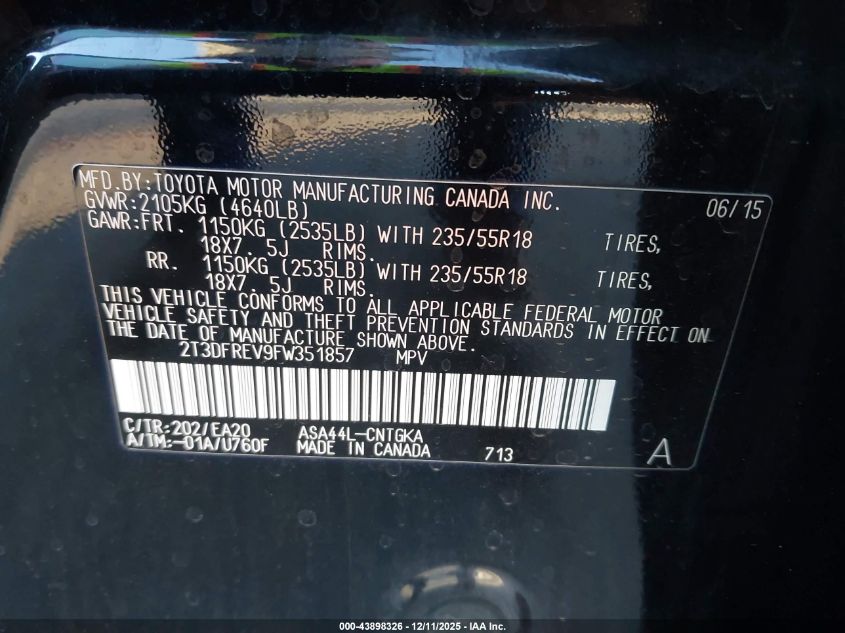 MFD.BY:TOYOTA MOTOR MANUFACTURING CANADA INC. 06/15
GVWR:2105KG (4640LB)
GAWR:FRT. 1150KG (2535LB) WITH 235/55R18 TIRES,
18X7. 5J RIMS.
RR. 1150KG (2535LB) WITH 235/55R18 TIRES,
18X7. 5J RIMS.
THIS VEHICLE CONFORMS TO ALL APPLICABLE FEDERAL MOTOR
VEHICLE SAFETY AND THEFT PREVENTION STANDARDS IN EFFECT ON
THE DATE OF MANUFACTURE SHOWN ABOVE.
2T3DFREV9FW351857 MPV
C/TR:202/EA20 ASA44L-CNTGKA
A/TM:-01A/U760F MADE IN CANADA 713 A
000-43898326 - 12/11/2025 - IAA Inc.